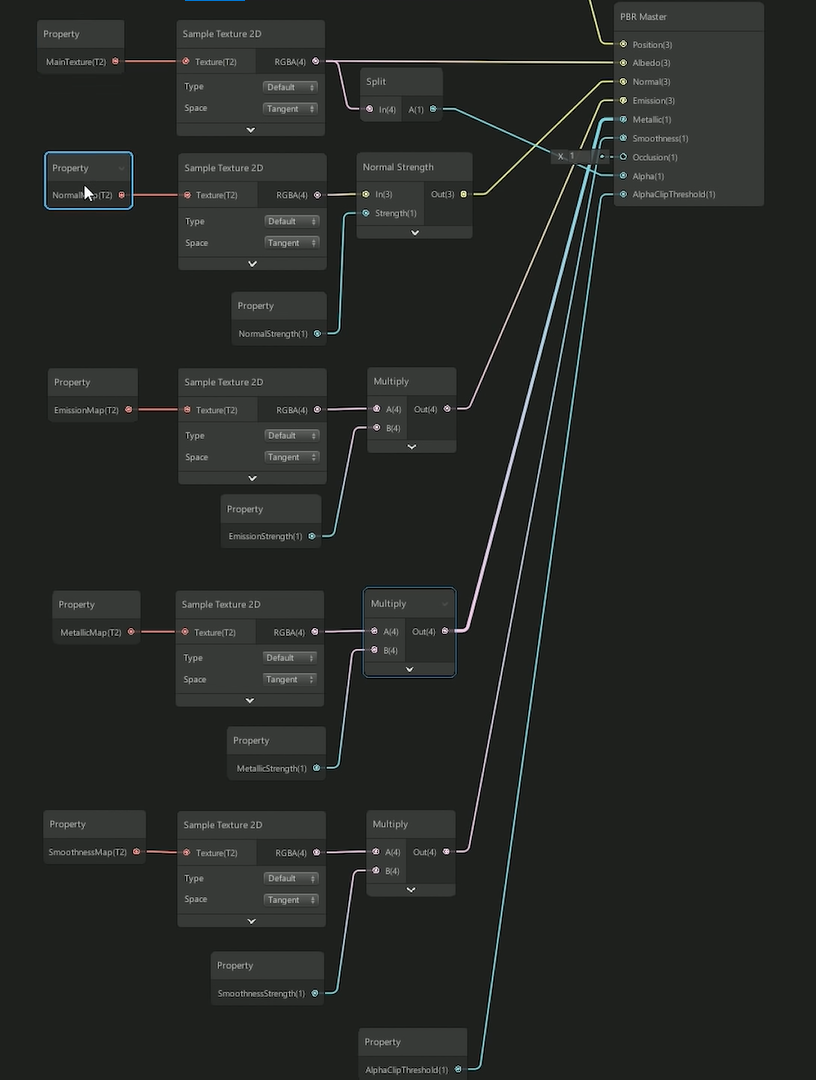 PBR Master
Position(3)
Albedo(3)
Normal(3)
Emission(3)
Metallic(1)
Smoothness(1)
X 1
Occlusion(1)
Alpha(1)
AlphaClipThreshold(1)
Property
MainTexture(T2)
Sample Texture 2D
Texture(T2)
RGBA(4)
Type
Default
Space
Tangent
Split
In(4)
A(1)
Property
(T2)
Sample Texture 2D
Texture(T2)
RGBA(4)
Type
Default
Space
Tangent
Normal Strength
In(3)
Out(3)
Strength(1)
Property
NormalStrength(1)
Property
EmissionMap(T2)
Sample Texture 2D
Texture(T2)
RGBA(4)
Type
Default
Space
Tangent
Multiply
A(4)
Out(4)
B(4)
Property
EmissionStrength(1)
Property
MetallicMap(T2)
Sample Texture 2D
Texture(T2)
RGBA(4)
Type
Default
Space
Tangent
Multiply
A(4)
Out(4)
B(4)
Property
MetallicStrength(1)
Property
SmoothnessMap(T2)
Sample Texture 2D
Texture(T2)
RGBA(4)
Type
Default
Space
Tangent
Multiply
A(4)
Out(4)
B(4)
Property
SmoothnessStrength(1)
Property
AlphaClipThreshold(1)